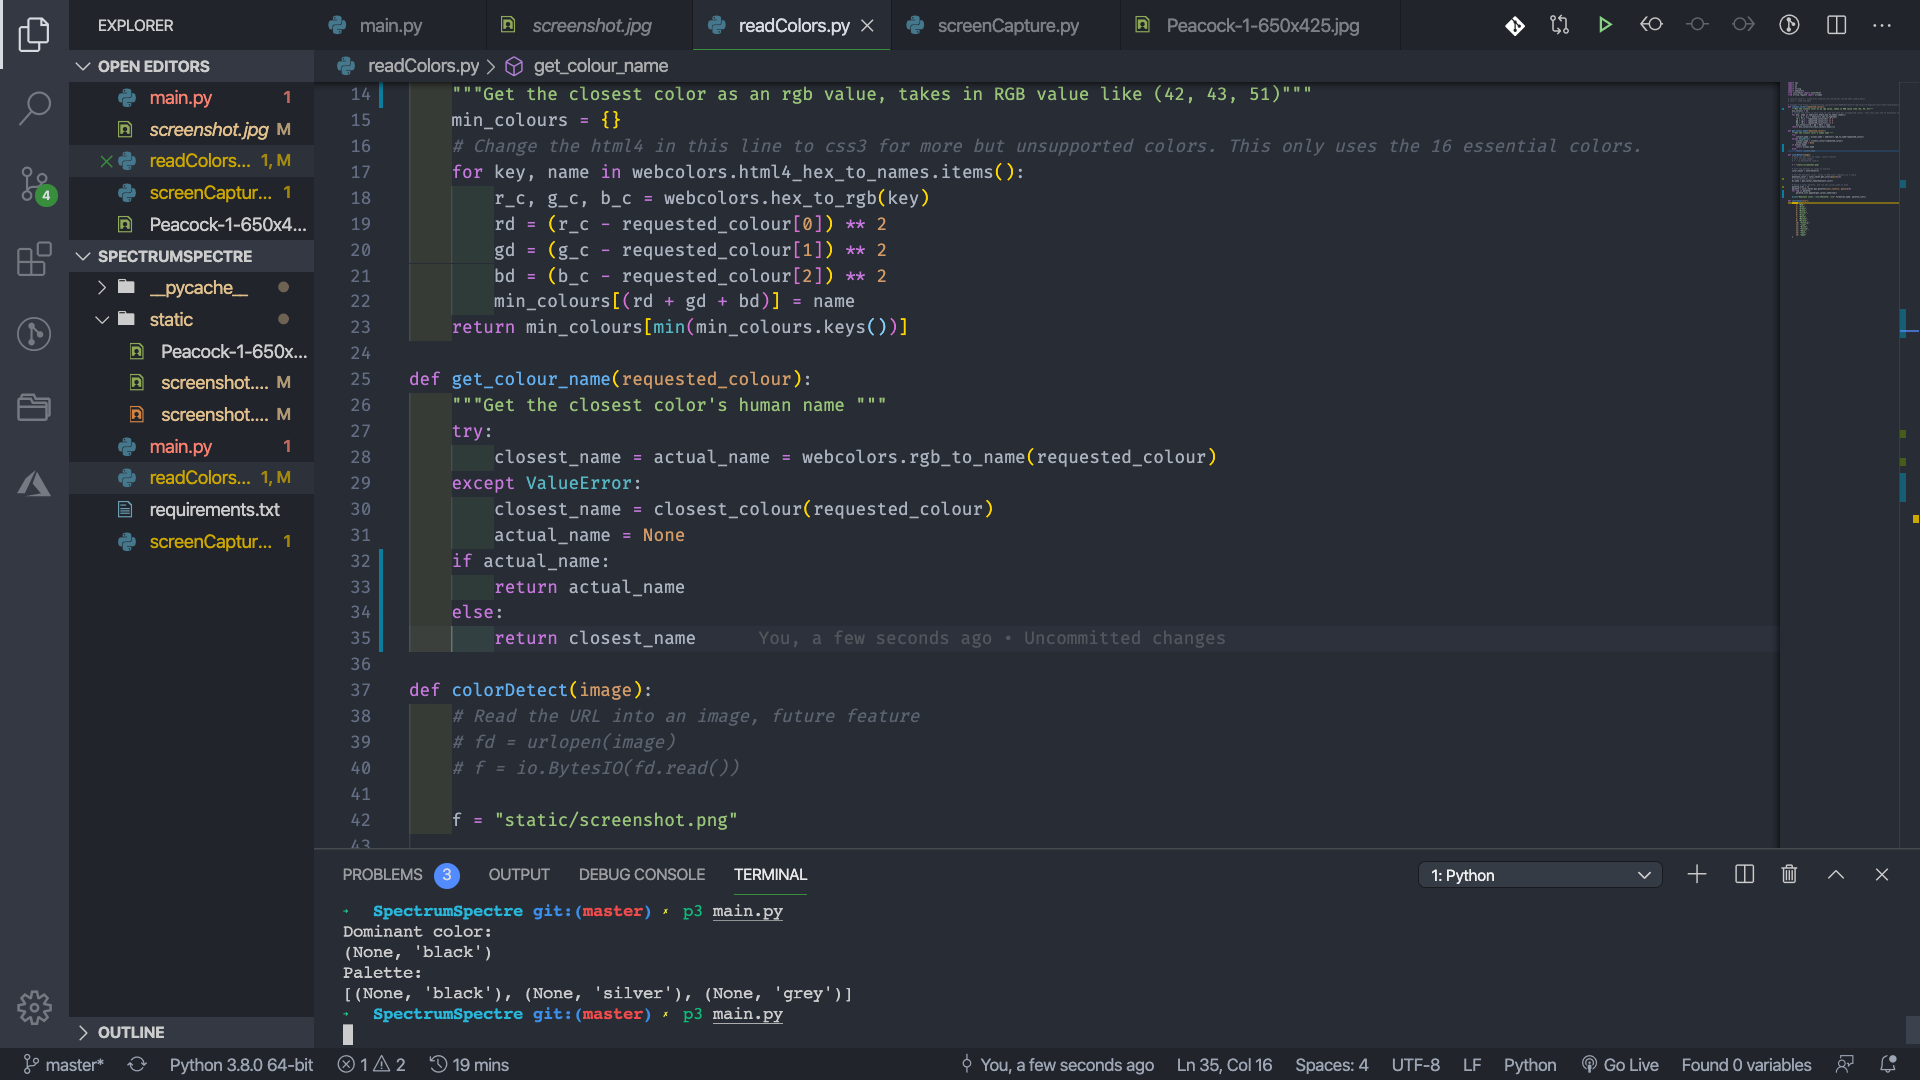 EXPLORER
OPEN EDITORS
main.py 1
screenshot.jpg M
readColors... 1, M
screenCaptur... 1
Peacock-1-650x4...
SPECTRUMSPECTRE
__pycache__
static
Peacock-1-650x...
screenshot.... M
screenshot.... M
main.py 1
readColors... 1, M
requirements.txt
screenCaptur... 1
OUTLINE
4
main.py
screenshot.jpg
readColors.py
screenCapture.py
Peacock-1-650x425.jpg
readColors.py > get_colour_name
14 """Get the closest color as an rgb value, takes in RGB value like (42, 43, 51)"""
15 min_colours = {}
16 # Change the html4 in this line to css3 for more but unsupported colors. This only uses the 16 essential colors.
17 for key, name in webcolors.html4_hex_to_names.items():
18 r_c, g_c, b_c = webcolors.hex_to_rgb(key)
19 rd = (r_c - requested_colour[0]) ** 2
20 gd = (g_c - requested_colour[1]) ** 2
21 bd = (b_c - requested_colour[2]) ** 2
22 min_colours[(rd + gd + bd)] = name
23 return min_colours[min(min_colours.keys())]
24
25 def get_colour_name(requested_colour):
26 """Get the closest color's human name """
27 try:
28 closest_name = actual_name = webcolors.rgb_to_name(requested_colour)
29 except ValueError:
30 closest_name = closest_colour(requested_colour)
31 actual_name = None
32 if actual_name:
33 return actual_name
34 else:
35 return closest_name You, a few seconds ago • Uncommitted changes
36
37 def colorDetect(image):
38 # Read the URL into an image, future feature
39 # fd = urlopen(image)
40 # f = io.BytesIO(fd.read())
41
42 f = "static/screenshot.png"
43
PROBLEMS 3 OUTPUT DEBUG CONSOLE TERMINAL 1: Python
SpectrumSpectre git:(master) ⚡ p3 main.py
Dominant color:
(None, 'black')
Palette:
[(None, 'black'), (None, 'silver'), (None, 'grey')]
SpectrumSpectre git:(master) ⚡ p3 main.py
master* Python 3.8.0 64-bit 1 2 19 mins You, a few seconds ago Ln 35, Col 16 Spaces: 4 UTF-8 LF Python Go Live Found 0 variables